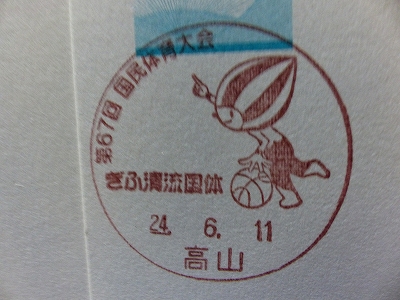 第67回 国民体育大会
ぎふ清流国体
24. 6. 11
高山